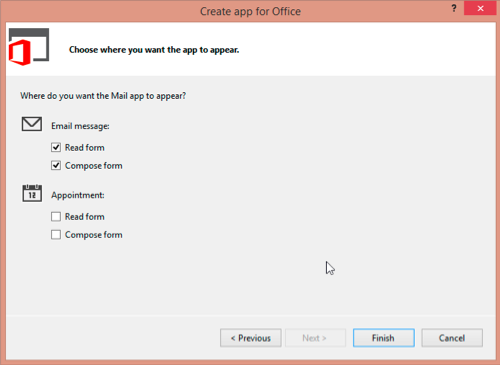 Create app for Office
?
Choose where you want the app to appear.
Where do you want the Mail app to appear?
Email message:
Read form
Compose form
12
Appointment:
Read form
Compose form
< Previous
Next >
Finish
Cancel